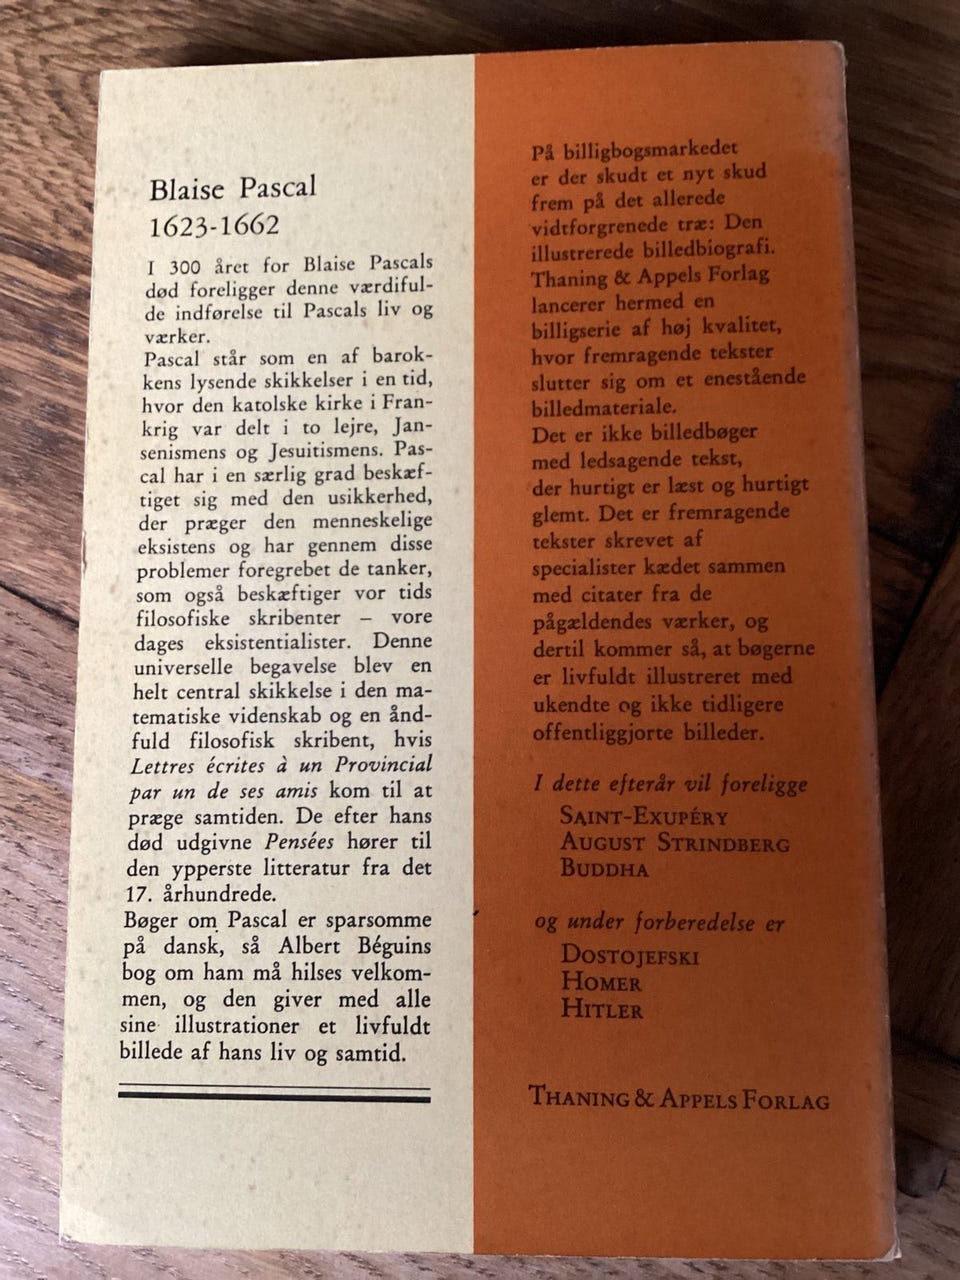 Blaise Pascal
1623-1662
I 300 året for Blaise Pascals
død foreligger denne værdiful-
de indførelse til Pascals liv og
værker.
Pascal står som en af barok-
kens lysende skikkelser i en tid,
hvor den katolske kirke i Fran-
krig var delt i to lejre, Jan-
senismens og Jesuitismens. Pas-
cal har i en særlig grad beskæf-
tiget sig med den usikkerhed,
der præger den menneskelige
eksistens og har gennem disse
problemer foregrebet de tanker,
som også beskæftiger vor tids
filosofiske skribenter – vore
dages eksistentialister. Denne
universelle begavelse blev en
helt central skikkelse i den ma-
tematiske videnskab og en ånd-
fuld filosofisk skribent, hvis
Lettres écrites à un Provincial
par un de ses amis kom til at
præge samtiden. De efter hans
død udgivne Pensées hører til
den ypperste litteratur fra det
17. århundrede.
Bøger om Pascal er sparsomme
på dansk, så Albert Béguins
bog om ham må hilses velkom-
men, og den giver med alle
sine illustrationer et livfuldt
billede af hans liv og samtid.
På billigbogsmarkedet
er der skudt et nyt skud
frem på det allerede
vidtforgrenede træ: Den
illustrerede billedbiografi.
Thaning & Appels Forlag
lancerer hermed en
billigserie af høj kvalitet,
hvor fremragende tekster
slutter sig om et enestående
billedmateriale.
Det er ikke billedbøger
med ledsagende tekst,
der hurtigt er læst og hurtigt
glemt. Det er fremragende
tekster skrevet af
specialister kædet sammen
med citater fra de
pågældendes værker, og
dertil kommer så, at bøgerne
er livfuldt illustreret med
ukendte og ikke tidligere
offentliggjorte billeder.
I dette efterår vil foreligge
SAINT-EXUPÉRY
AUGUST STRINDBERG
BUDDHA
og under forberedelse er
DOSTOJEFSKI
HOMER
HITLER
THANING & APPELS FORLAG